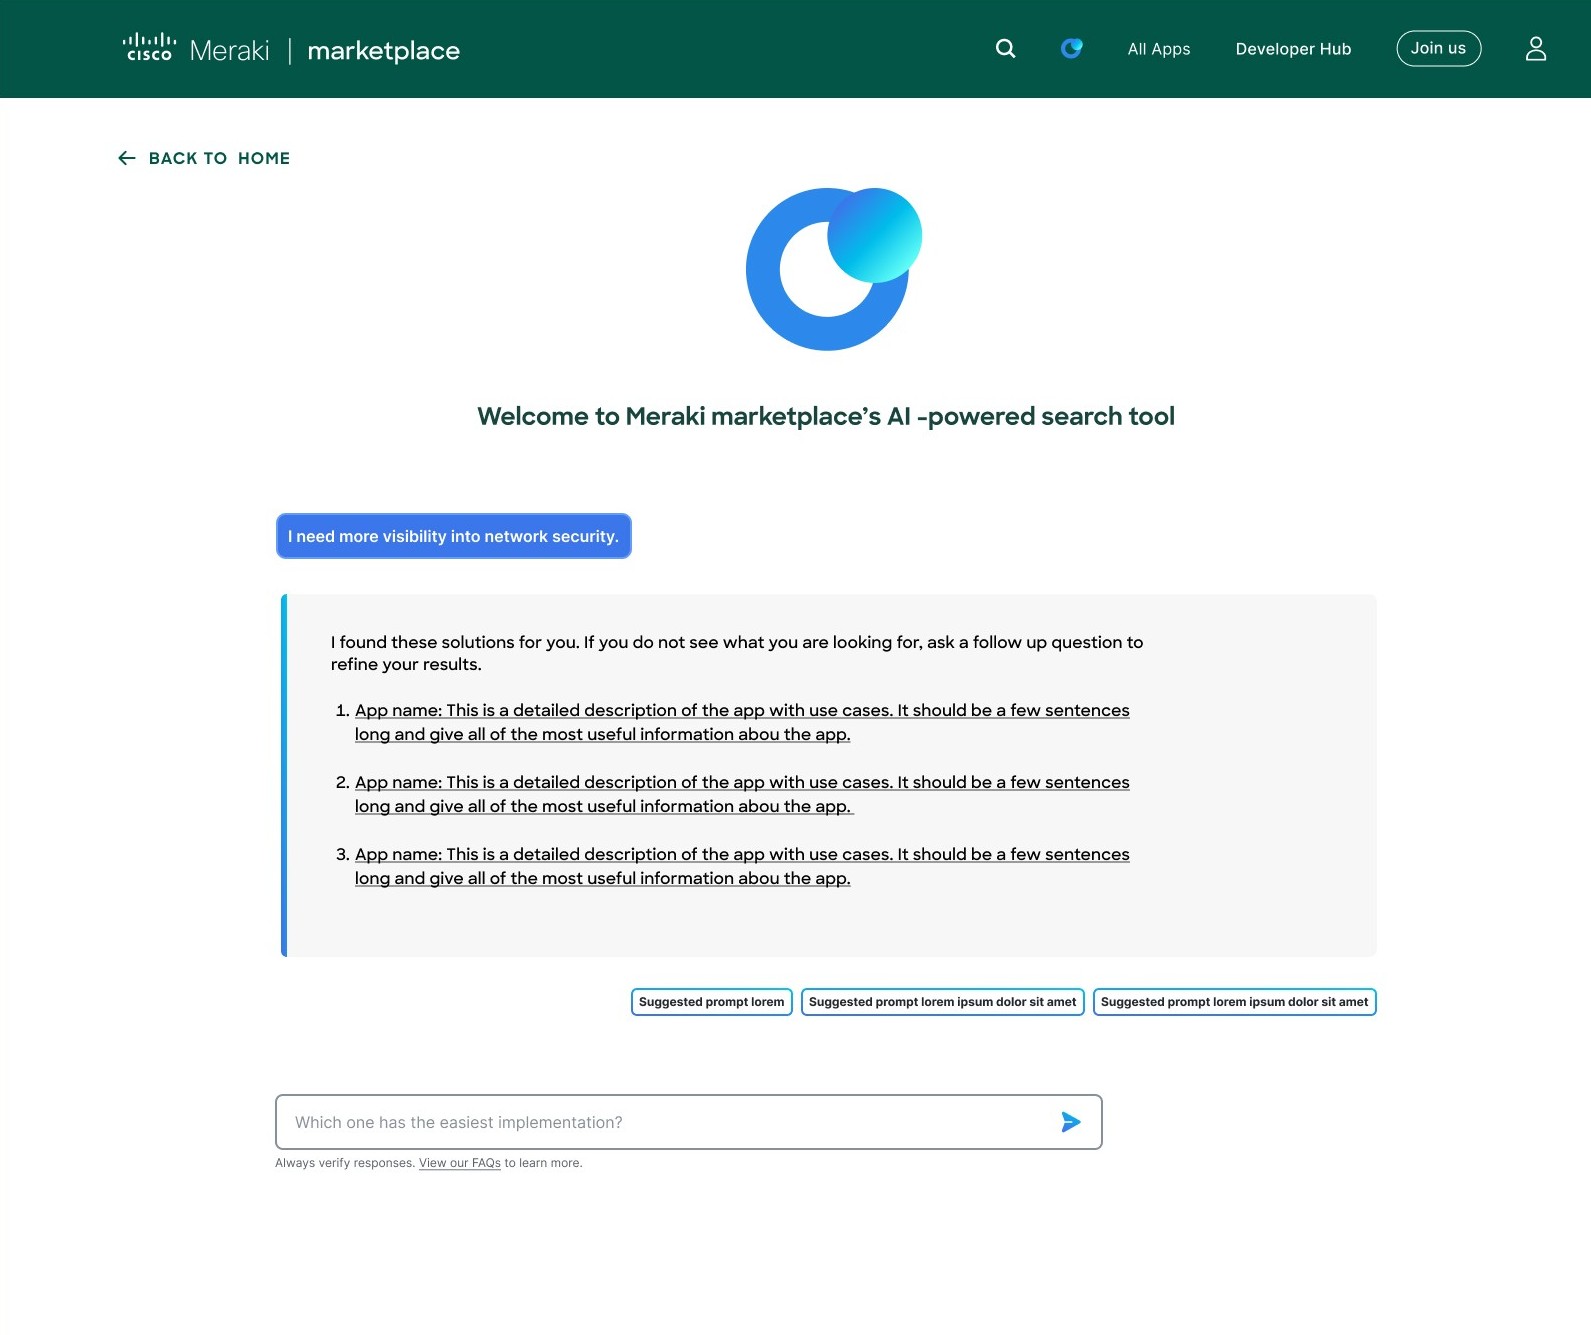 CISCO Meraki | marketplace
All Apps
Developer Hub
Join us
BACK TO HOME
Welcome to Meraki marketplace’s AI -powered search tool
I need more visibility into network security.
I found these solutions for you. If you do not see what you are looking for, ask a follow up question to
refine your results.
1. App name: This is a detailed description of the app with use cases. It should be a few sentences
long and give all of the most useful information abou the app.
2. App name: This is a detailed description of the app with use cases. It should be a few sentences
long and give all of the most useful information abou the app.
3. App name: This is a detailed description of the app with use cases. It should be a few sentences
long and give all of the most useful information abou the app.
Suggested prompt lorem
Suggested prompt lorem ipsum dolor sit amet
Suggested prompt lorem ipsum dolor sit amet
Which one has the easiest implementation?
Always verify responses. View our FAQs to learn more.